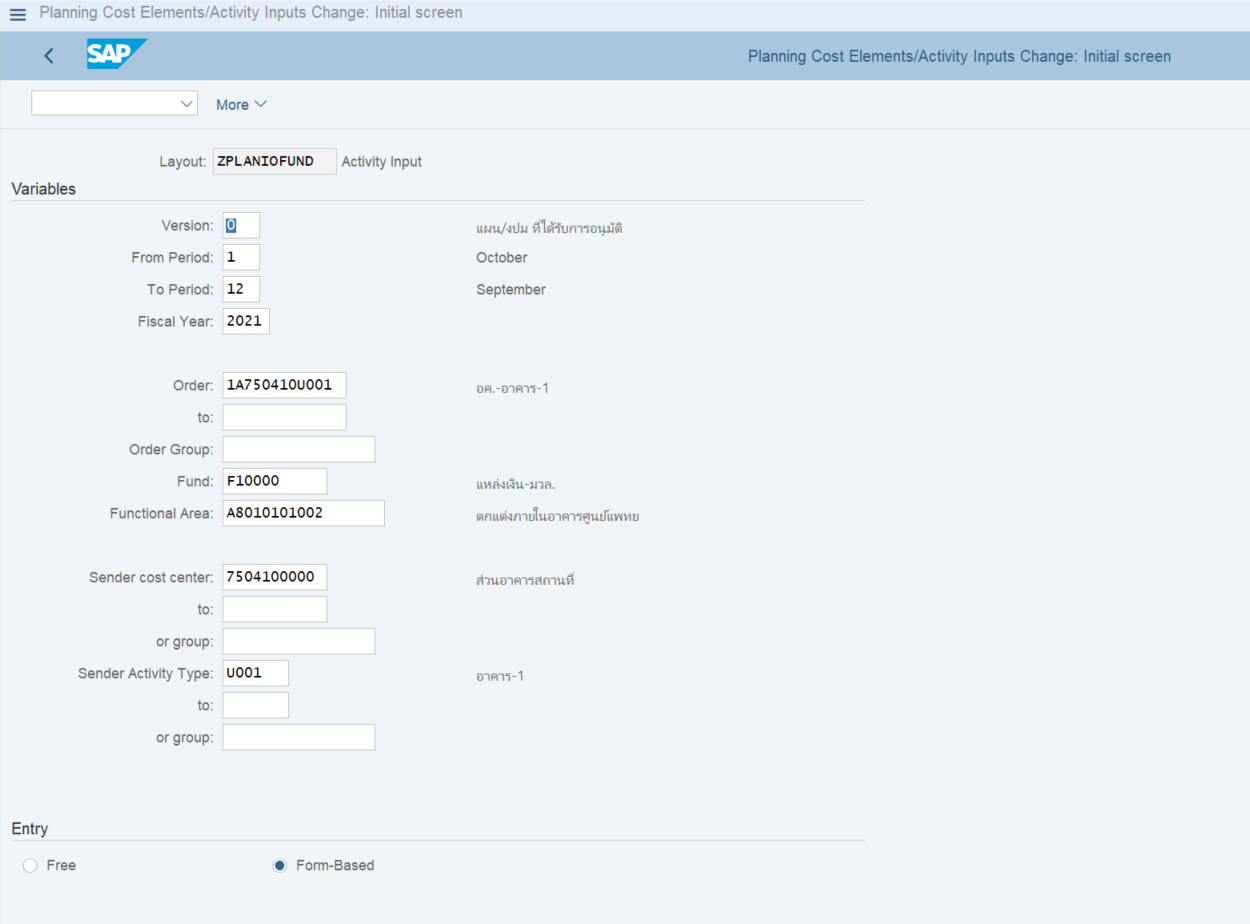 Planning Cost Elements/Activity Inputs Change: Initial screen
SAP Planning Cost Elements/Activity Inputs Change: Initial screen
More
Layout: ZPLANIOFUND Activity Input
Variables
Version: 0 แผน/งปม ที่ได้รับการอนุมัติ
From Period: 1 October
To Period: 12 September
Fiscal Year: 2021
Order: 1A750410U001 อค.-อาคาร-1
to:
Order Group:
Fund: F10000 แหล่งเงิน-มวล.
Functional Area: A8010101002 ตกแต่งภายในอาคารศูนย์แพทย
Sender cost center: 7504100000 ส่วนอาคารสถานที่
to:
or group:
Sender Activity Type: U001 อาคาร-1
to:
or group:
Entry
Free Form-Based